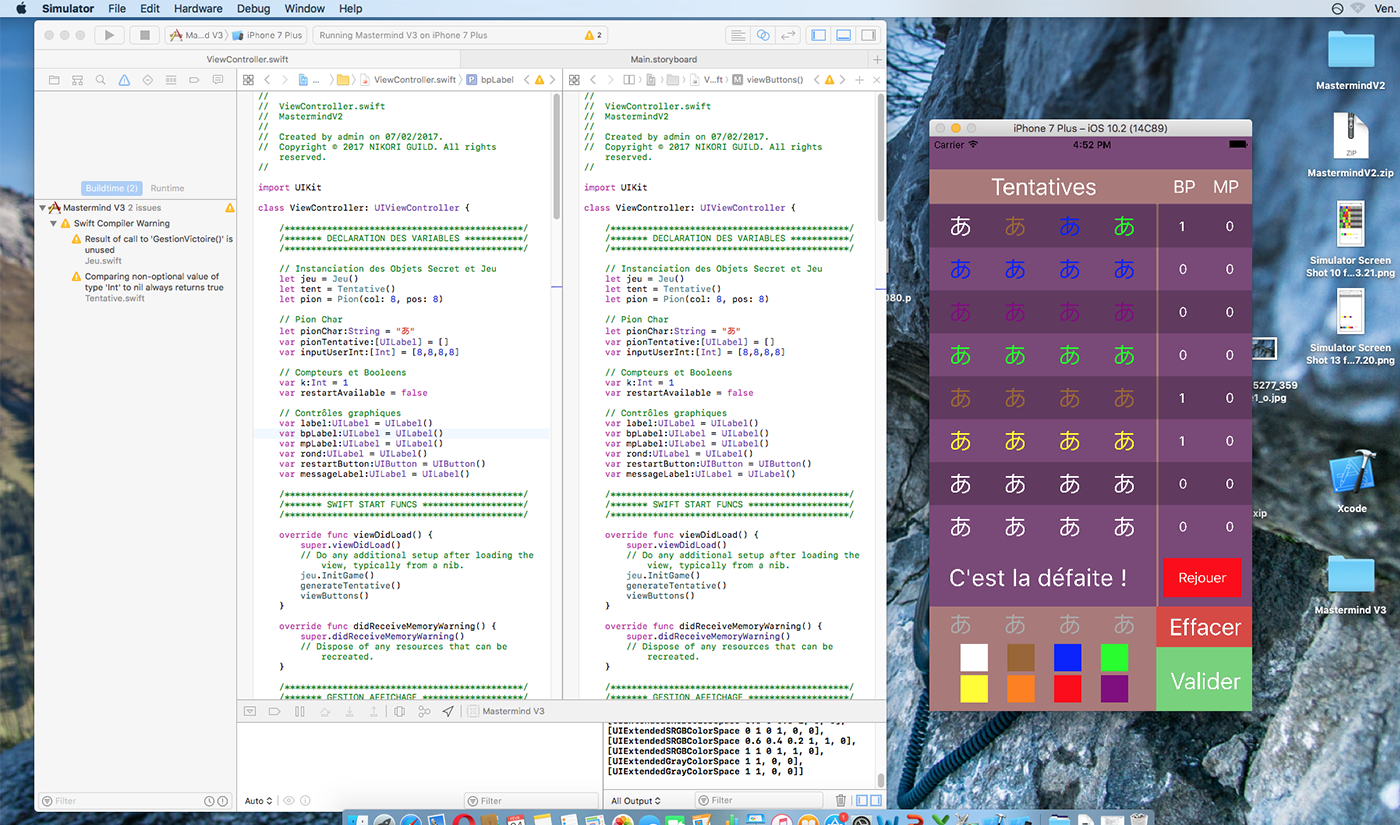 Simulator File Edit Hardware Debug Window Help Ven.
Ma...d V3 iPhone 7 Plus Running Mastermind V3 on iPhone 7 Plus 2
ViewController.swift Main.storyboard
... ViewController.swift bpLabel V...ft viewButtons()
Buildtime (2) Runtime
Mastermind V3 2 issues
Swift Compiler Warning
Result of call to 'GestionVictoire()' is
unused
Jeu.swift
Comparing non-optional value of
type 'Int' to nil always returns true
Tentative.swift
Filter
//
// ViewController.swift
// MastermindV2
//
// Created by admin on 07/02/2017.
// Copyright © 2017 NIKORI GUILD. All rights
reserved.
//
import UIKit
class ViewController: UIViewController {
/*********************************************/
/******* DECLARATION DES VARIABLES ***********/
/*********************************************/
// Instanciation des Objets Secret et Jeu
let jeu = Jeu()
let tent = Tentative()
let pion = Pion(col: 8, pos: 8)
// Pion Char
let pionChar:String = "あ"
var pionTentative:[UILabel] = []
var inputUserInt:[Int] = [8,8,8,8]
// Compteurs et Booleens
var k:Int = 1
var restartAvailable = false
// Contrôles graphiques
var label:UILabel = UILabel()
var bpLabel:UILabel = UILabel()
var mpLabel:UILabel = UILabel()
var rond:UILabel = UILabel()
var restartButton:UIButton = UIButton()
var messageLabel:UILabel = UILabel()
/*********************************************/
/******* SWIFT START FUNCS *******************/
/*********************************************/
override func viewDidLoad() {
super.viewDidLoad()
// Do any additional setup after loading the
view, typically from a nib.
jeu.InitGame()
generateTentative()
viewButtons()
}
override func didReceiveMemoryWarning() {
super.didReceiveMemoryWarning()
// Dispose of any resources that can be
recreated.
}
/*********************************************/
/******* GESTION AFFICHAGE *******************/
//
// ViewController.swift
// MastermindV2
//
// Created by admin on 07/02/2017.
// Copyright © 2017 NIKORI GUILD. All rights
reserved.
//
import UIKit
class ViewController: UIViewController {
/*********************************************/
/******* DECLARATION DES VARIABLES ***********/
/*********************************************/
// Instanciation des Objets Secret et Jeu
let jeu = Jeu()
let tent = Tentative()
let pion = Pion(col: 8, pos: 8)
// Pion Char
let pionChar:String = "あ"
var pionTentative:[UILabel] = []
var inputUserInt:[Int] = [8,8,8,8]
// Compteurs et Booleens
var k:Int = 1
var restartAvailable = false
// Contrôles graphiques
var label:UILabel = UILabel()
var bpLabel:UILabel = UILabel()
var mpLabel:UILabel = UILabel()
var rond:UILabel = UILabel()
var restartButton:UIButton = UIButton()
var messageLabel:UILabel = UILabel()
/*********************************************/
/******* SWIFT START FUNCS *******************/
/*********************************************/
override func viewDidLoad() {
super.viewDidLoad()
// Do any additional setup after loading the
view, typically from a nib.
jeu.InitGame()
generateTentative()
viewButtons()
}
override func didReceiveMemoryWarning() {
super.didReceiveMemoryWarning()
// Dispose of any resources that can be
recreated.
}
/*********************************************/
/******* GESTION AFFICHAGE *******************/
Mastermind V3
[UIExtendedSRGBColorSpace 0 1 0 1, 0, 0],
[UIExtendedSRGBColorSpace 0.6 0.4 0.2 1, 1, 0],
[UIExtendedSRGBColorSpace 1 1 0 1, 1, 0],
[UIExtendedGrayColorSpace 1 1, 0, 0],
[UIExtendedGrayColorSpace 1 1, 0, 0]]
Auto Filter All Output Filter
iPhone 7 Plus – iOS 10.2 (14C89)
Carrier 4:52 PM
Tentatives BP MP
あ あ あ あ 1 0
あ あ あ あ 0 0
あ あ あ あ 0 0
あ あ あ あ 0 0
あ あ あ あ 1 0
あ あ あ あ 1 0
あ あ あ あ 0 0
あ あ あ あ 0 0
C'est la défaite ! Rejouer
あ あ あ あ Effacer
Valider
MastermindV2
ZIP
MastermindV2.zip
Simulator Screen
Shot 10 f...3.21.png
Simulator Screen
Shot 13 f...7.20.png
080.p
5277_359
e1_o.jpg
Xcode
xip
Mastermind V3